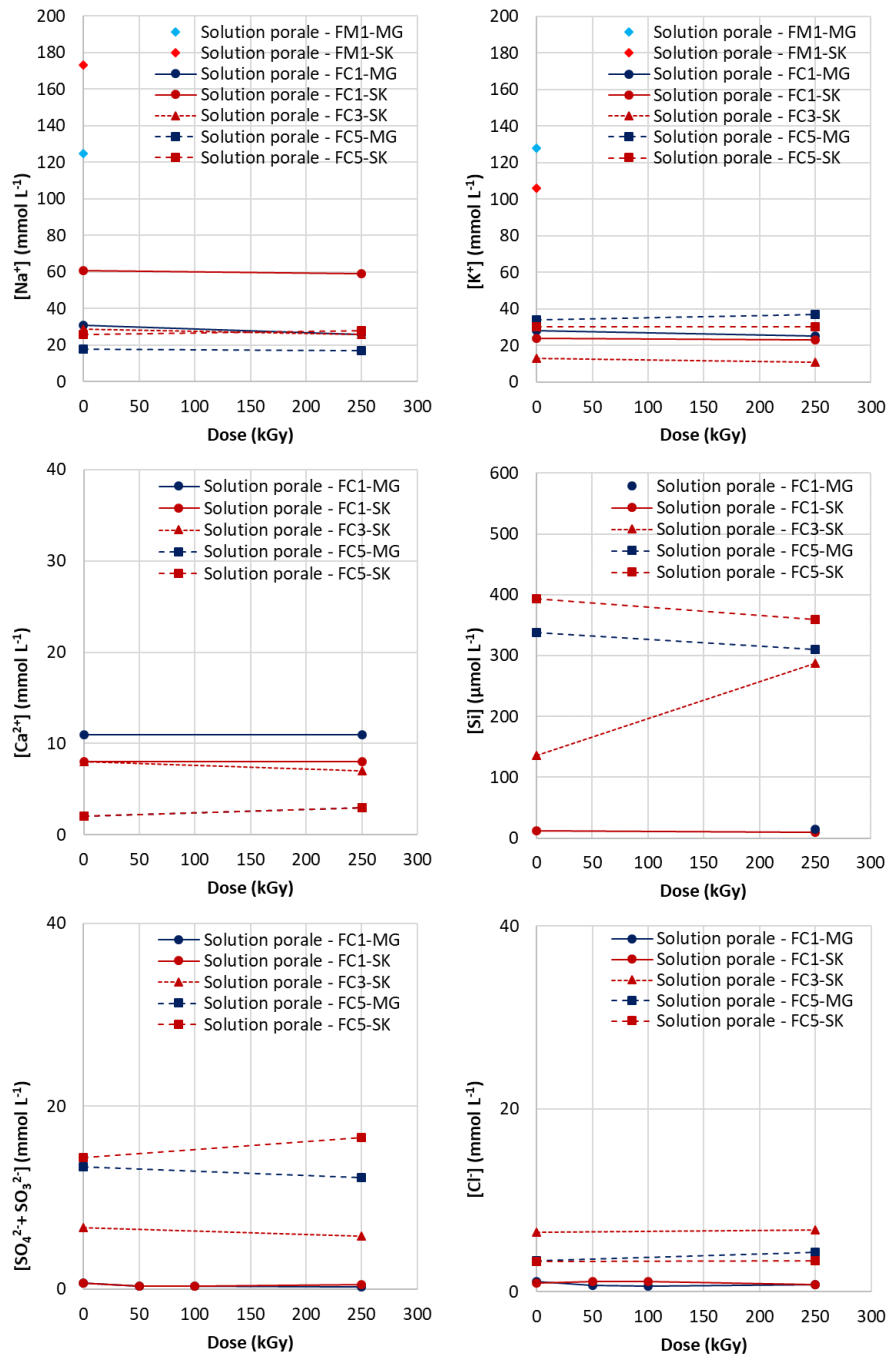 200
180
160
140
120
100
80
60
40
20
0
[Na⁺] (mmol L⁻¹)
Solution porale - FM1-MG
Solution porale - FM1-SK
Solution porale - FC1-MG
Solution porale - FC1-SK
Solution porale - FC3-SK
Solution porale - FC5-MG
Solution porale - FC5-SK
0 50 100 150 200 250 300
Dose (kGy)
200
180
160
140
120
100
80
60
40
20
0
[K⁺] (mmol L⁻¹)
Solution porale - FM1-MG
Solution porale - FM1-SK
Solution porale - FC1-MG
Solution porale - FC1-SK
Solution porale - FC3-SK
Solution porale - FC5-MG
Solution porale - FC5-SK
0 50 100 150 200 250 300
Dose (kGy)
40
30
20
10
0
[Ca²⁺] (mmol L⁻¹)
Solution porale - FC1-MG
Solution porale - FC1-SK
Solution porale - FC3-SK
Solution porale - FC5-MG
Solution porale - FC5-SK
0 50 100 150 200 250 300
Dose (kGy)
600
500
400
300
200
100
0
[Si] (µmol L⁻¹)
Solution porale - FC1-MG
Solution porale - FC1-SK
Solution porale - FC3-SK
Solution porale - FC5-MG
Solution porale - FC5-SK
0 50 100 150 200 250 300
Dose (kGy)
40
20
0
[SO₄²⁻+ SO₃²⁻] (mmol L⁻¹)
Solution porale - FC1-MG
Solution porale - FC1-SK
Solution porale - FC3-SK
Solution porale - FC5-MG
Solution porale - FC5-SK
0 50 100 150 200 250 300
Dose (kGy)
40
20
0
[Cl⁻] (mmol L⁻¹)
Solution porale - FC1-MG
Solution porale - FC1-SK
Solution porale - FC3-SK
Solution porale - FC5-MG
Solution porale - FC5-SK
0 50 100 150 200 250 300
Dose (kGy)